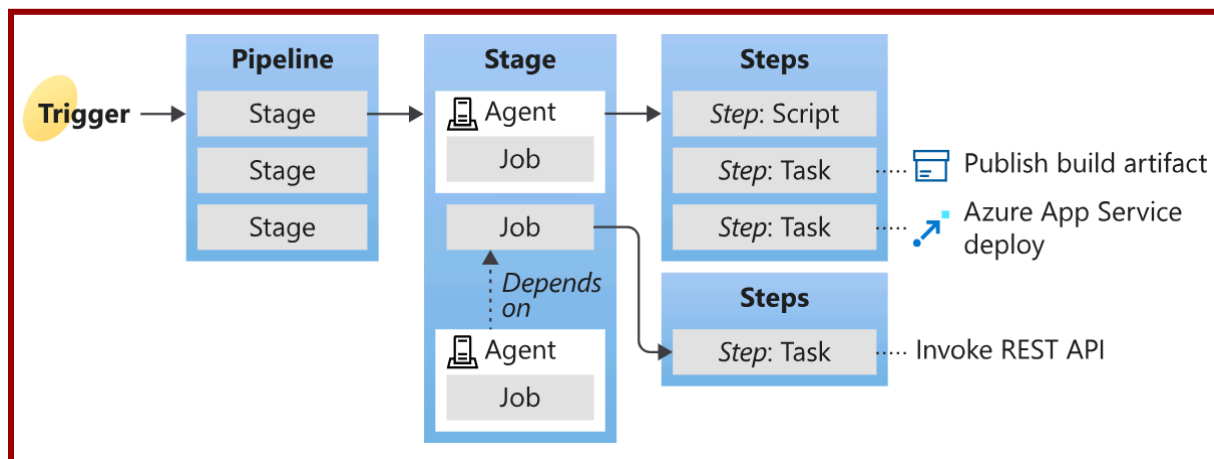 Trigger
Pipeline
Stage
Stage
Stage
Stage
Agent
Job
Job
Depends
on
Agent
Job
Steps
Step: Script
Step: Task
Publish build artifact
Step: Task
Azure App Service
deploy
Steps
Step: Task
Invoke REST API